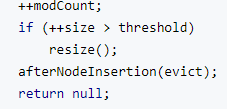 ++modCount;
if (++size > threshold)
resize();
afterNodeInsertion(evict);
return null;